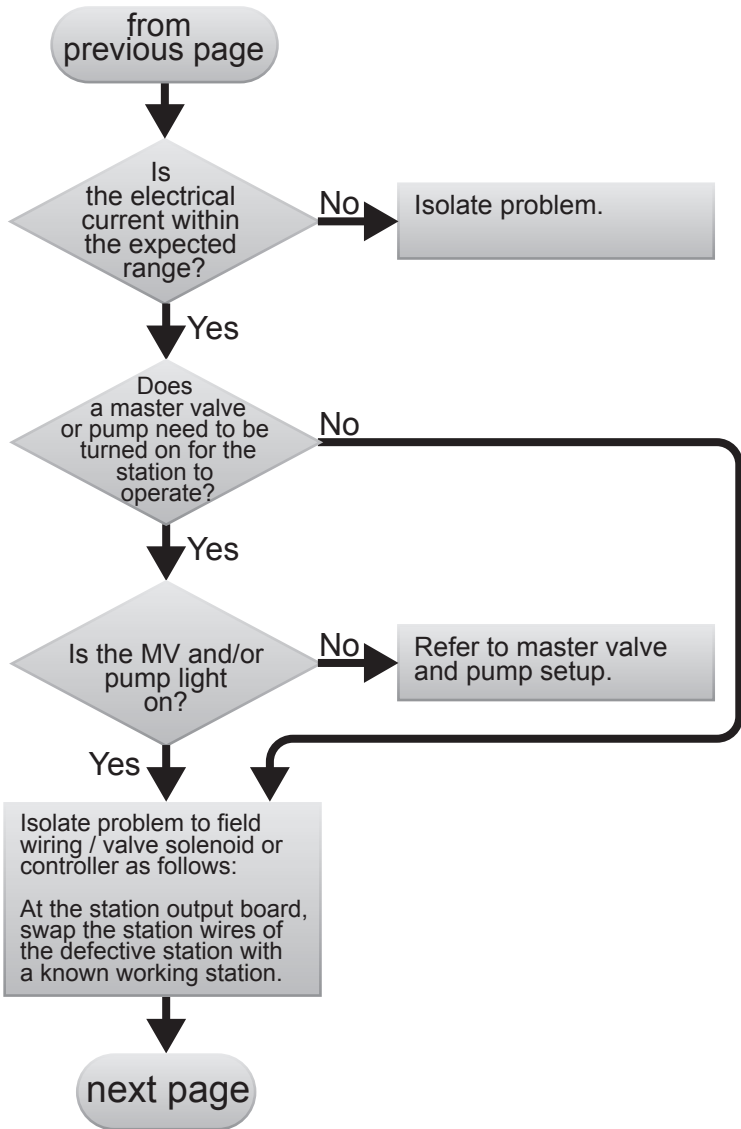 from
previous page
Is
the electrical
current within
the expected
range?
No
Isolate problem.
Yes
Does
a master valve
or pump need to be
turned on for the
station to
operate?
No
Yes
Is the MV and/or
pump light
on?
No
Refer to master valve
and pump setup.
Yes
Isolate problem to field
wiring / valve solenoid or
controller as follows:
At the station output board,
swap the station wires of
the defective station with
a known working station.
next page